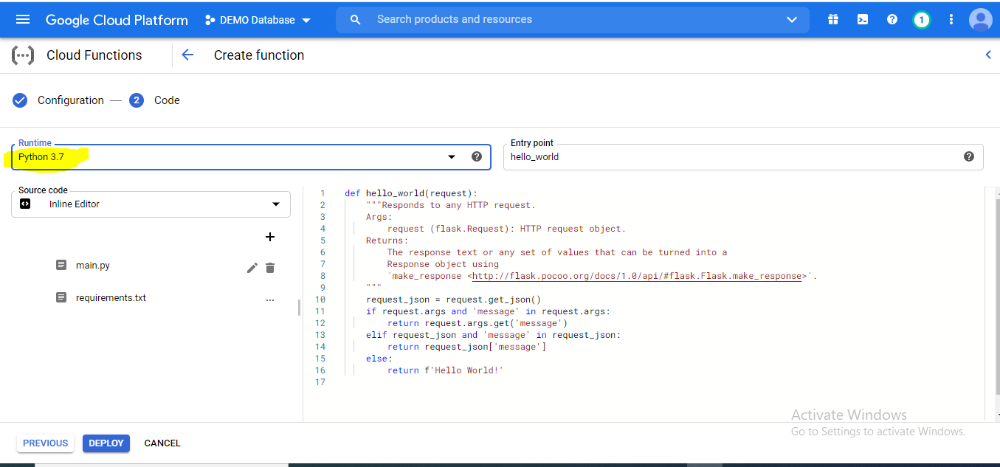 Google Cloud Platform DEMO Database Search products and resources 1
Cloud Functions Create function
Configuration — 2 Code
Runtime
Python 3.7
Entry point
hello_world
Source code
Inline Editor
main.py
requirements.txt
1 def hello_world(request):
2 """Responds to any HTTP request.
3 Args:
4 request (flask.Request): HTTP request object.
5 Returns:
6 The response text or any set of values that can be turned into a
7 Response object using
8 `make_response <http://flask.pocoo.org/docs/1.0/api/#flask.Flask.make_response>`.
9 """
10 request_json = request.get_json()
11 if request.args and 'message' in request.args:
12 return request.args.get('message')
13 elif request_json and 'message' in request_json:
14 return request_json['message']
15 else:
16 return f'Hello World!'
17
Activate Windows
Go to Settings to activate Windows.
PREVIOUS DEPLOY CANCEL